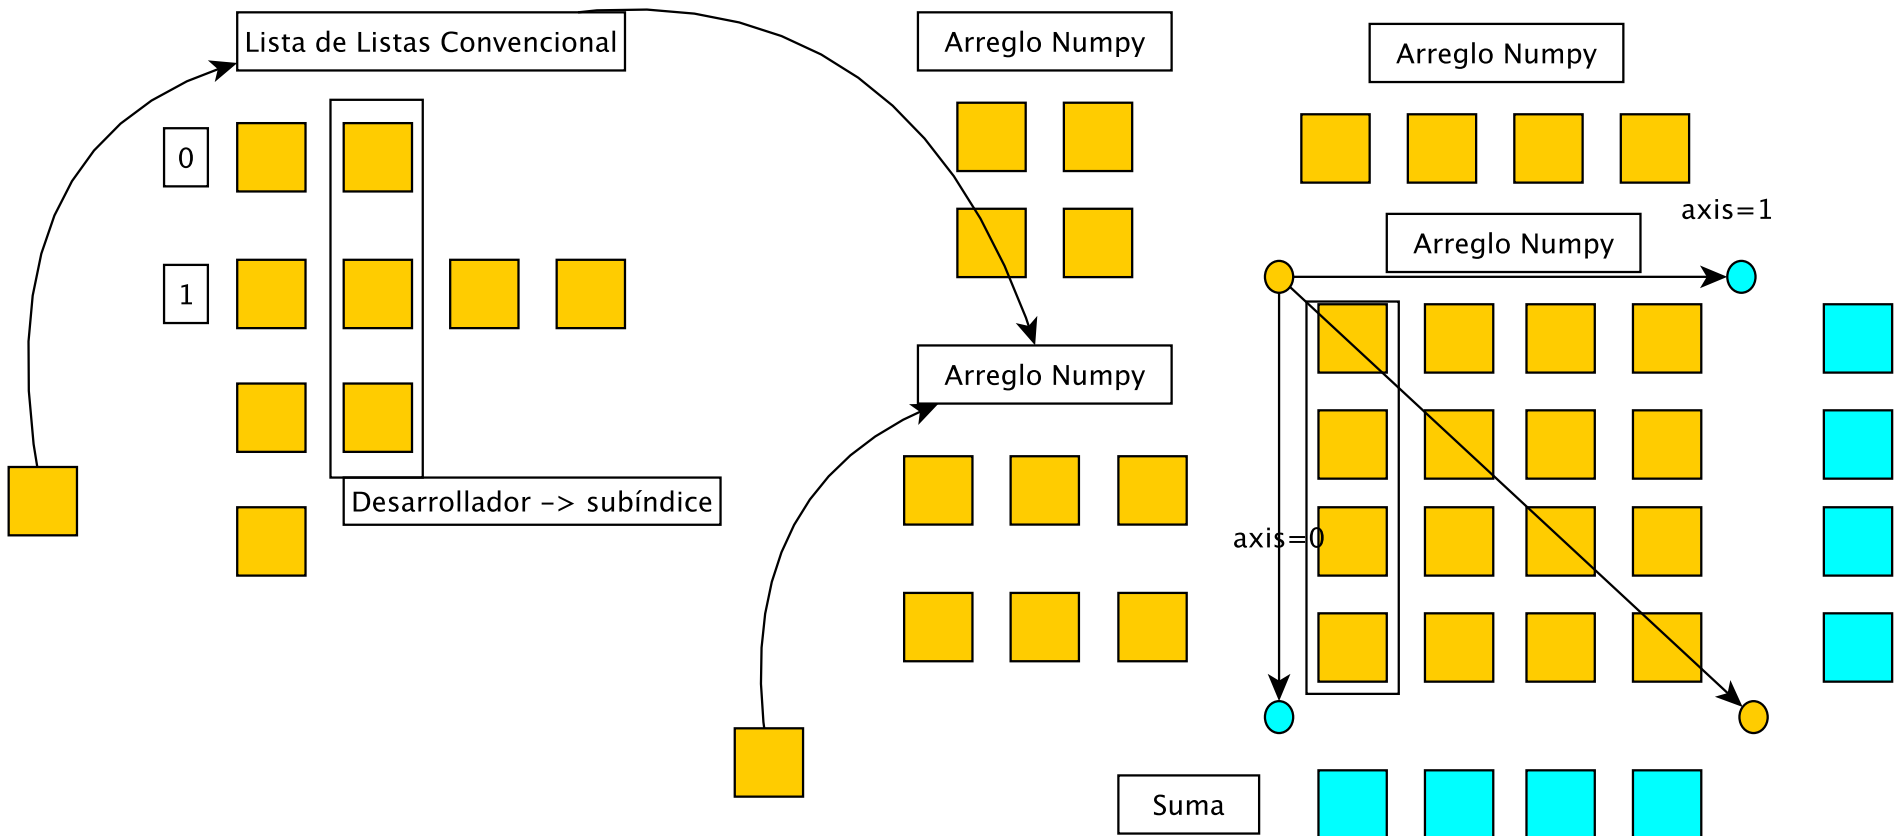 Lista de Listas Convencional
Arreglo Numpy
Arreglo Numpy
0
axis=1
Arreglo Numpy
1
Arreglo Numpy
Desarrollador -> subíndice
axis=0
Suma